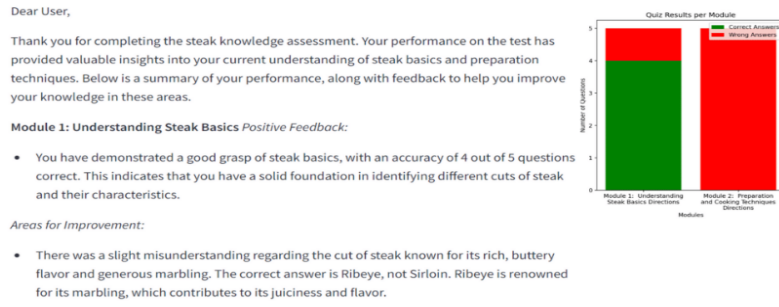 Dear User,
Thank you for completing the steak knowledge assessment. Your performance on the test has
provided valuable insights into your current understanding of steak basics and preparation
techniques. Below is a summary of your performance, along with feedback to help you improve
your knowledge in these areas.
Module 1: Understanding Steak Basics Positive Feedback:
• You have demonstrated a good grasp of steak basics, with an accuracy of 4 out of 5 questions
correct. This indicates that you have a solid foundation in identifying different cuts of steak
and their characteristics.
Areas for Improvement:
• There was a slight misunderstanding regarding the cut of steak known for its rich, buttery
flavor and generous marbling. The correct answer is Ribeye, not Sirloin. Ribeye is renowned
for its marbling, which contributes to its juiciness and flavor.
Quiz Results per Module
Correct Answers
Wrong Answers
Number of Questions
5
4
3
2
1
0
Module 1: Understanding
Steak Basics Directions
Module 2: Preparation
and Cooking Techniques
Directions
Modules